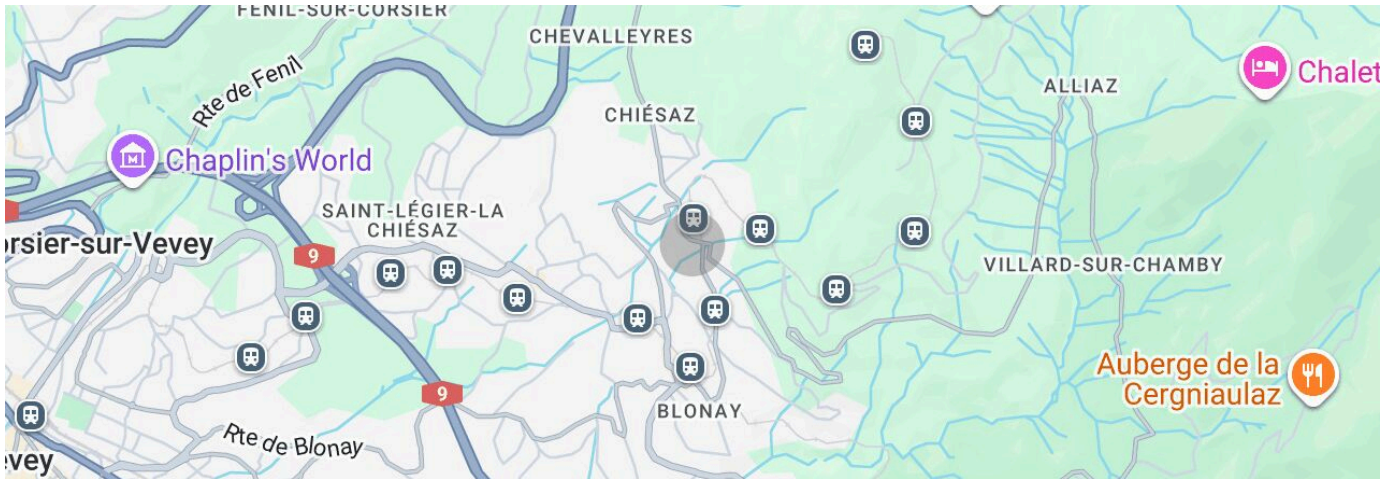 FENIL-SUR-CORSIER
CHEVALLEYRES
Rte de Fenil
CHIÉSAZ
ALLIAZ
Chalet
Chaplin's World
SAINT-LÉGIER-LA
CHIÉSAZ
orsier-sur-Vevey
9
VILLARD-SUR-CHAMBY
9
Auberge de la
Cergniaulaz
BLONAY
Rte de Blonay
evey